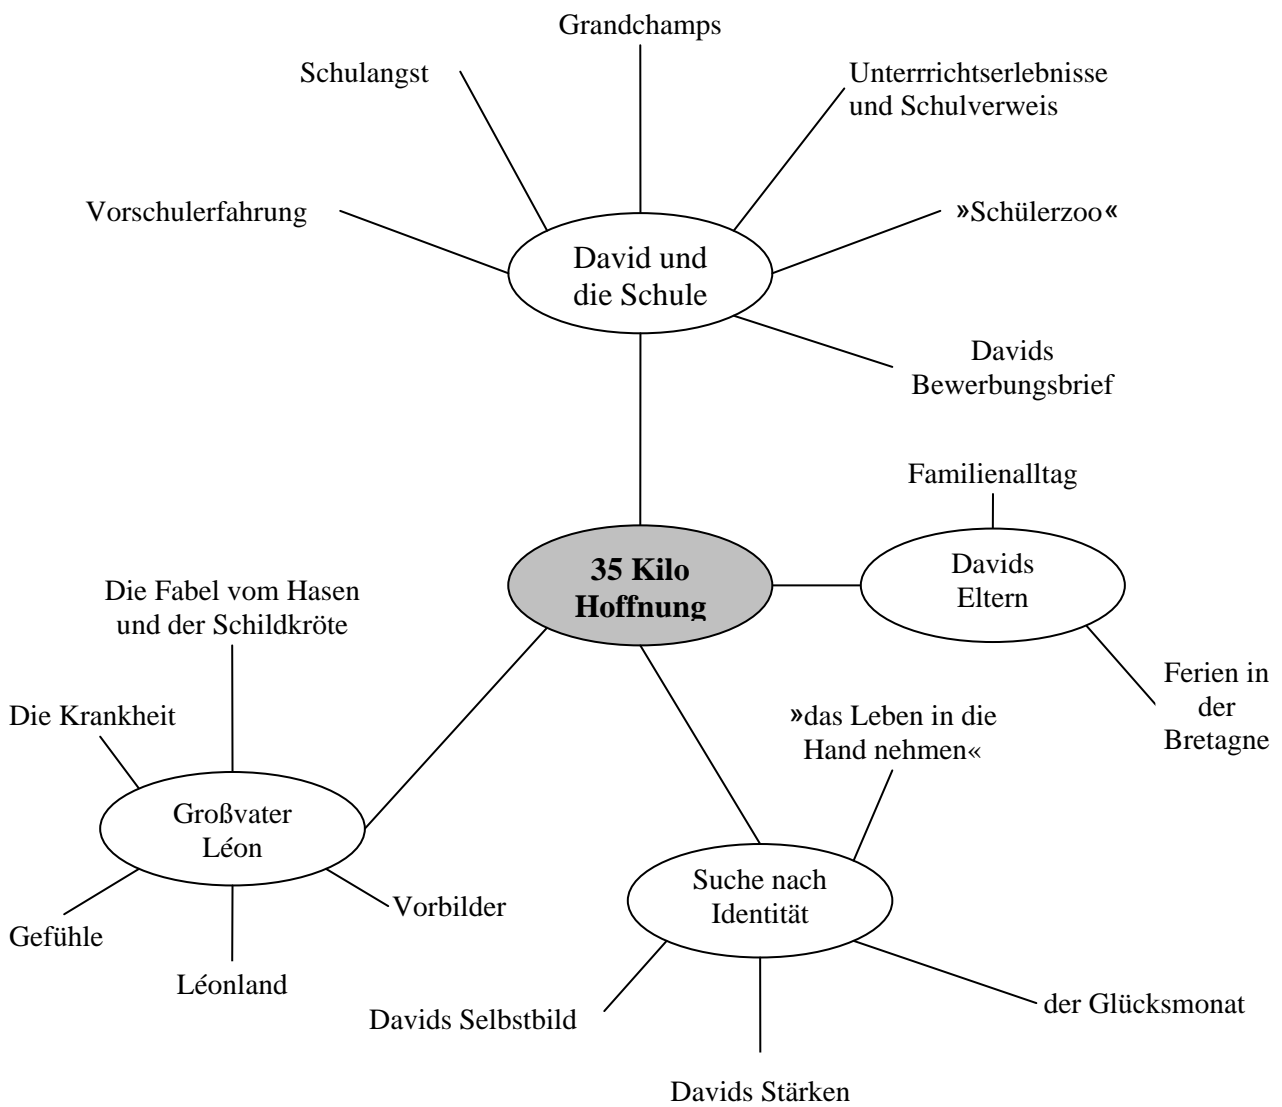 Grandchamps
Schulangst
Unterrrichtserlebnisse
und Schulverweis
Vorschulerfahrung
»Schülerzoo«
David und
die Schule
Davids
Bewerbungsbrief
Familienalltag
35 Kilo
Hoffnung
Davids
Eltern
Die Fabel vom Hasen
und der Schildkröte
Ferien in
der
Bretagne
Die Krankheit
»das Leben in die
Hand nehmen«
Großvater
Léon
Suche nach
Identität
Vorbilder
Gefühle
Léonland
der Glücksmonat
Davids Selbstbild
Davids Stärken